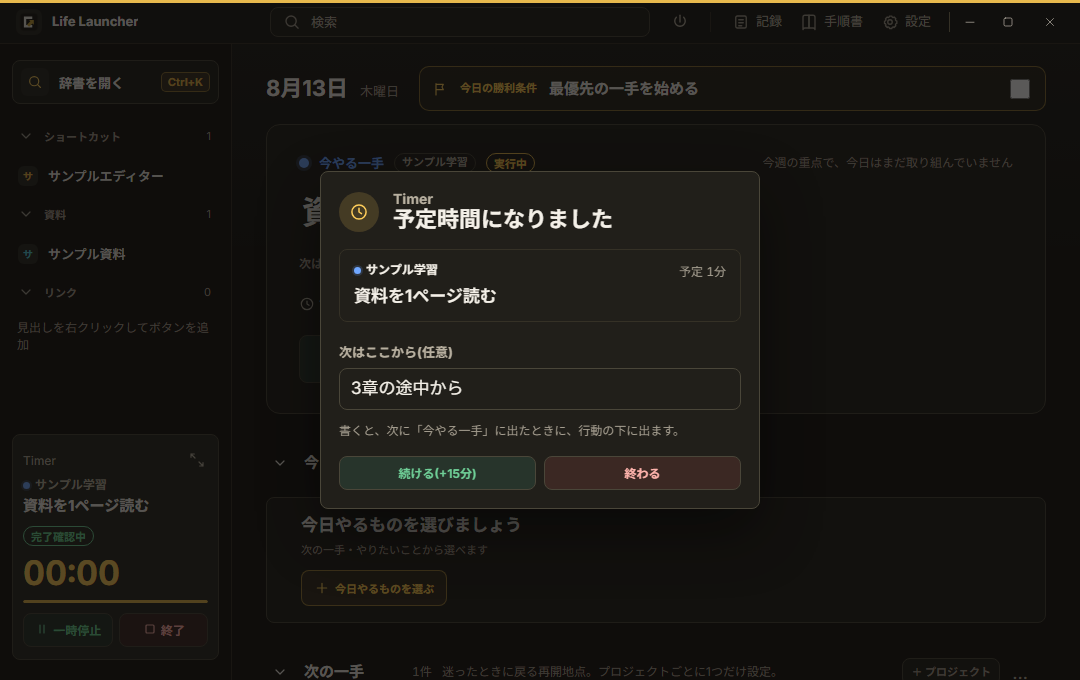 Life Launcher
検索
記録
手順書
設定
辞書を開く
Ctrl+K
ショートカット
1
サ
サンプルエディター
資料
1
サ
サンプル資料
リンク
0
見出しを右クリックしてボタンを追
加
8月13日
木曜日
今日の勝利条件
最優先の一手を始める
今やる一手
サンプル学習
実行中
今週の重点で、今日はまだ取り組んでいません
Timer
予定時間になりました
サンプル学習
予定 1分
資料を1ページ読む
次はここから(任意)
3章の途中から
書くと、次に「今やる一手」に出たときに、行動の下に出ます。
続ける(+15分)
終わる
Timer
サンプル学習
資料を1ページ読む
完了確認中
00:00
一時停止
終了
今日やるものを選びましょう
次の一手・やりたいことから選べます
今日やるものを選ぶ
次の一手
1件
迷ったときに戻る再開地点。プロジェクトごとに1つだけ設定。
+ プロジェクト